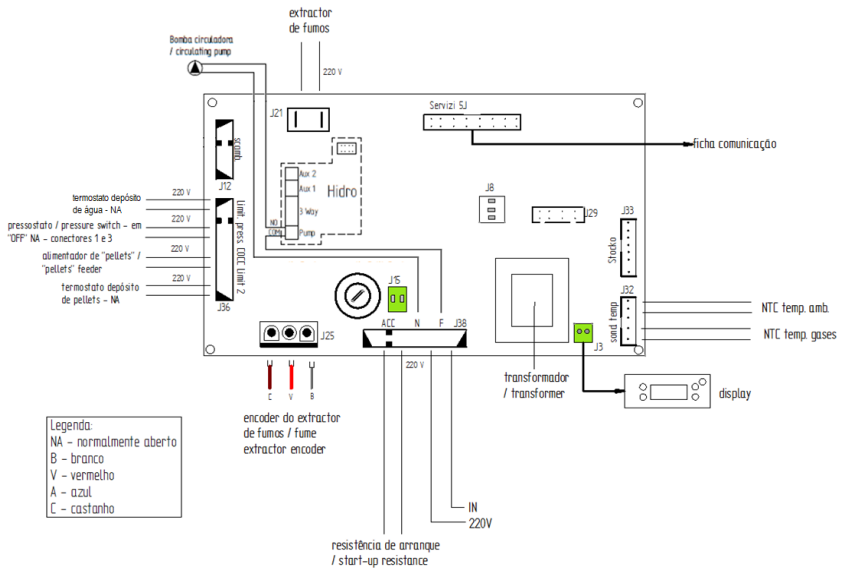 extractor
de fumos
Bomba circuladora
/ circulating pump
220 V
J21
Servizi 5J
ficha comunicação
scamb.
J12
Aux 2
Aux 1
Hidro
3 Way
NO
COM
Pump
J8
J29
J33
Stocko
termostato depósito
de água - NA
220 V
pressostato / pressure switch - em
"OFF" NA - conectores 1 e 3
220 V
alimentador de "pellets" /
"pellets" feeder
220 V
termostato depósito
de pellets - NA
220 V
limit. press. COCC Limit 2
J36
J15
ACC
N
F
J38
J25
J32
sond temp
NTC temp. amb.
NTC temp. gases
J3
220 V
C
V
B
transformador
/ transformer
display
encoder do extractor
de fumos / fume
extractor encoder
Legenda:
NA - normalmente aberto
B - branco
V - vermelho
A - azul
C - castanho
IN
220V
resistência de arranque
/ start-up resistance